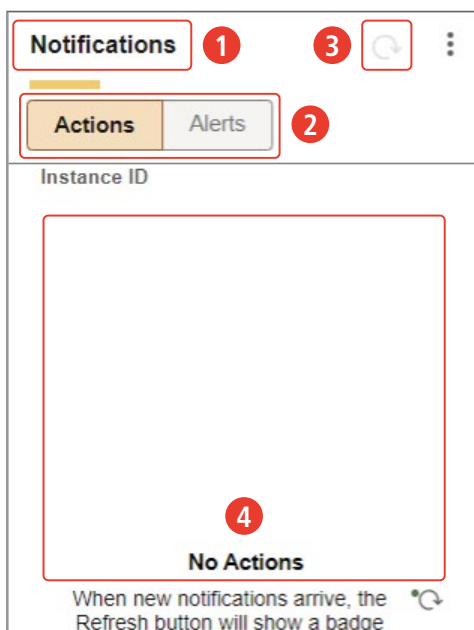 Notifications 1 3
Actions Alerts 2
Instance ID
4
No Actions
When new notifications arrive, the
Refresh button will show a badge